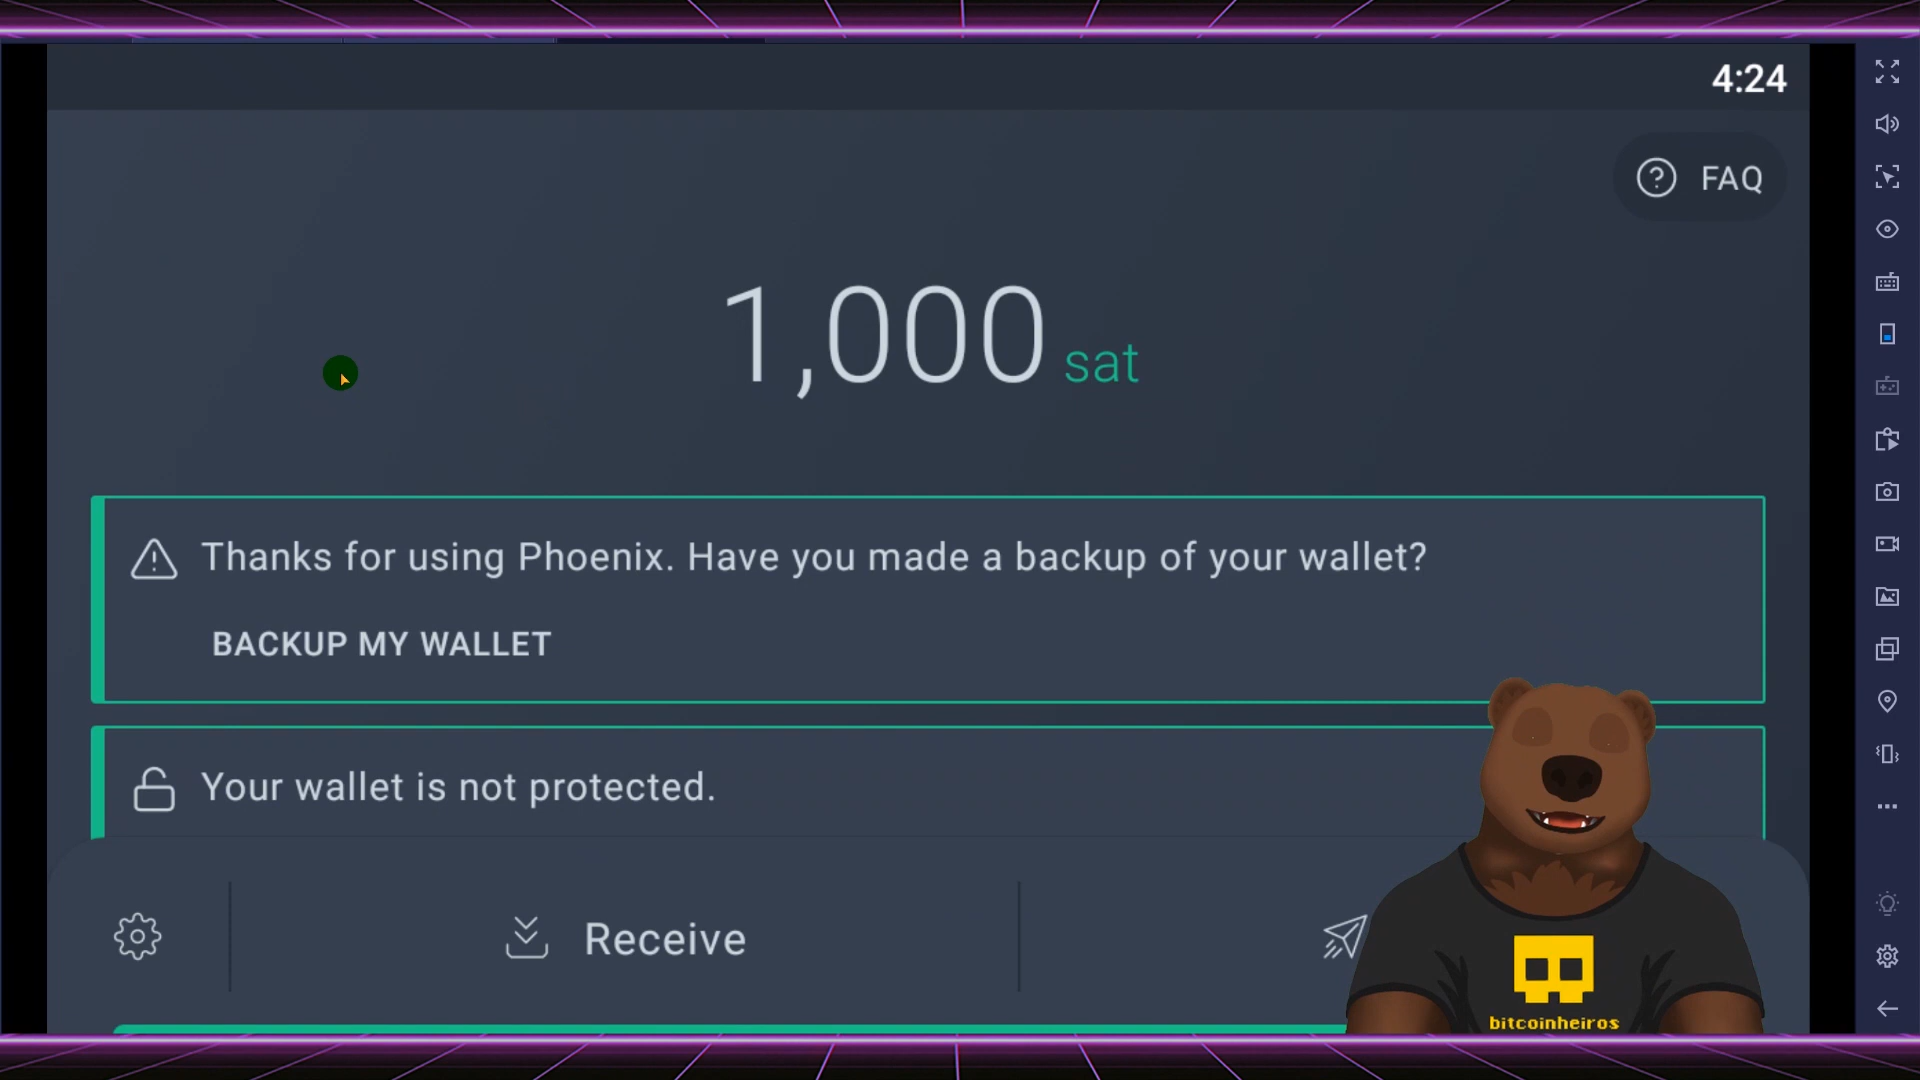 4:24
FAQ
1,000 sat
Thanks for using Phoenix. Have you made a backup of your wallet?
BACKUP MY WALLET
Your wallet is not protected.
Receive
bitcoinheiros